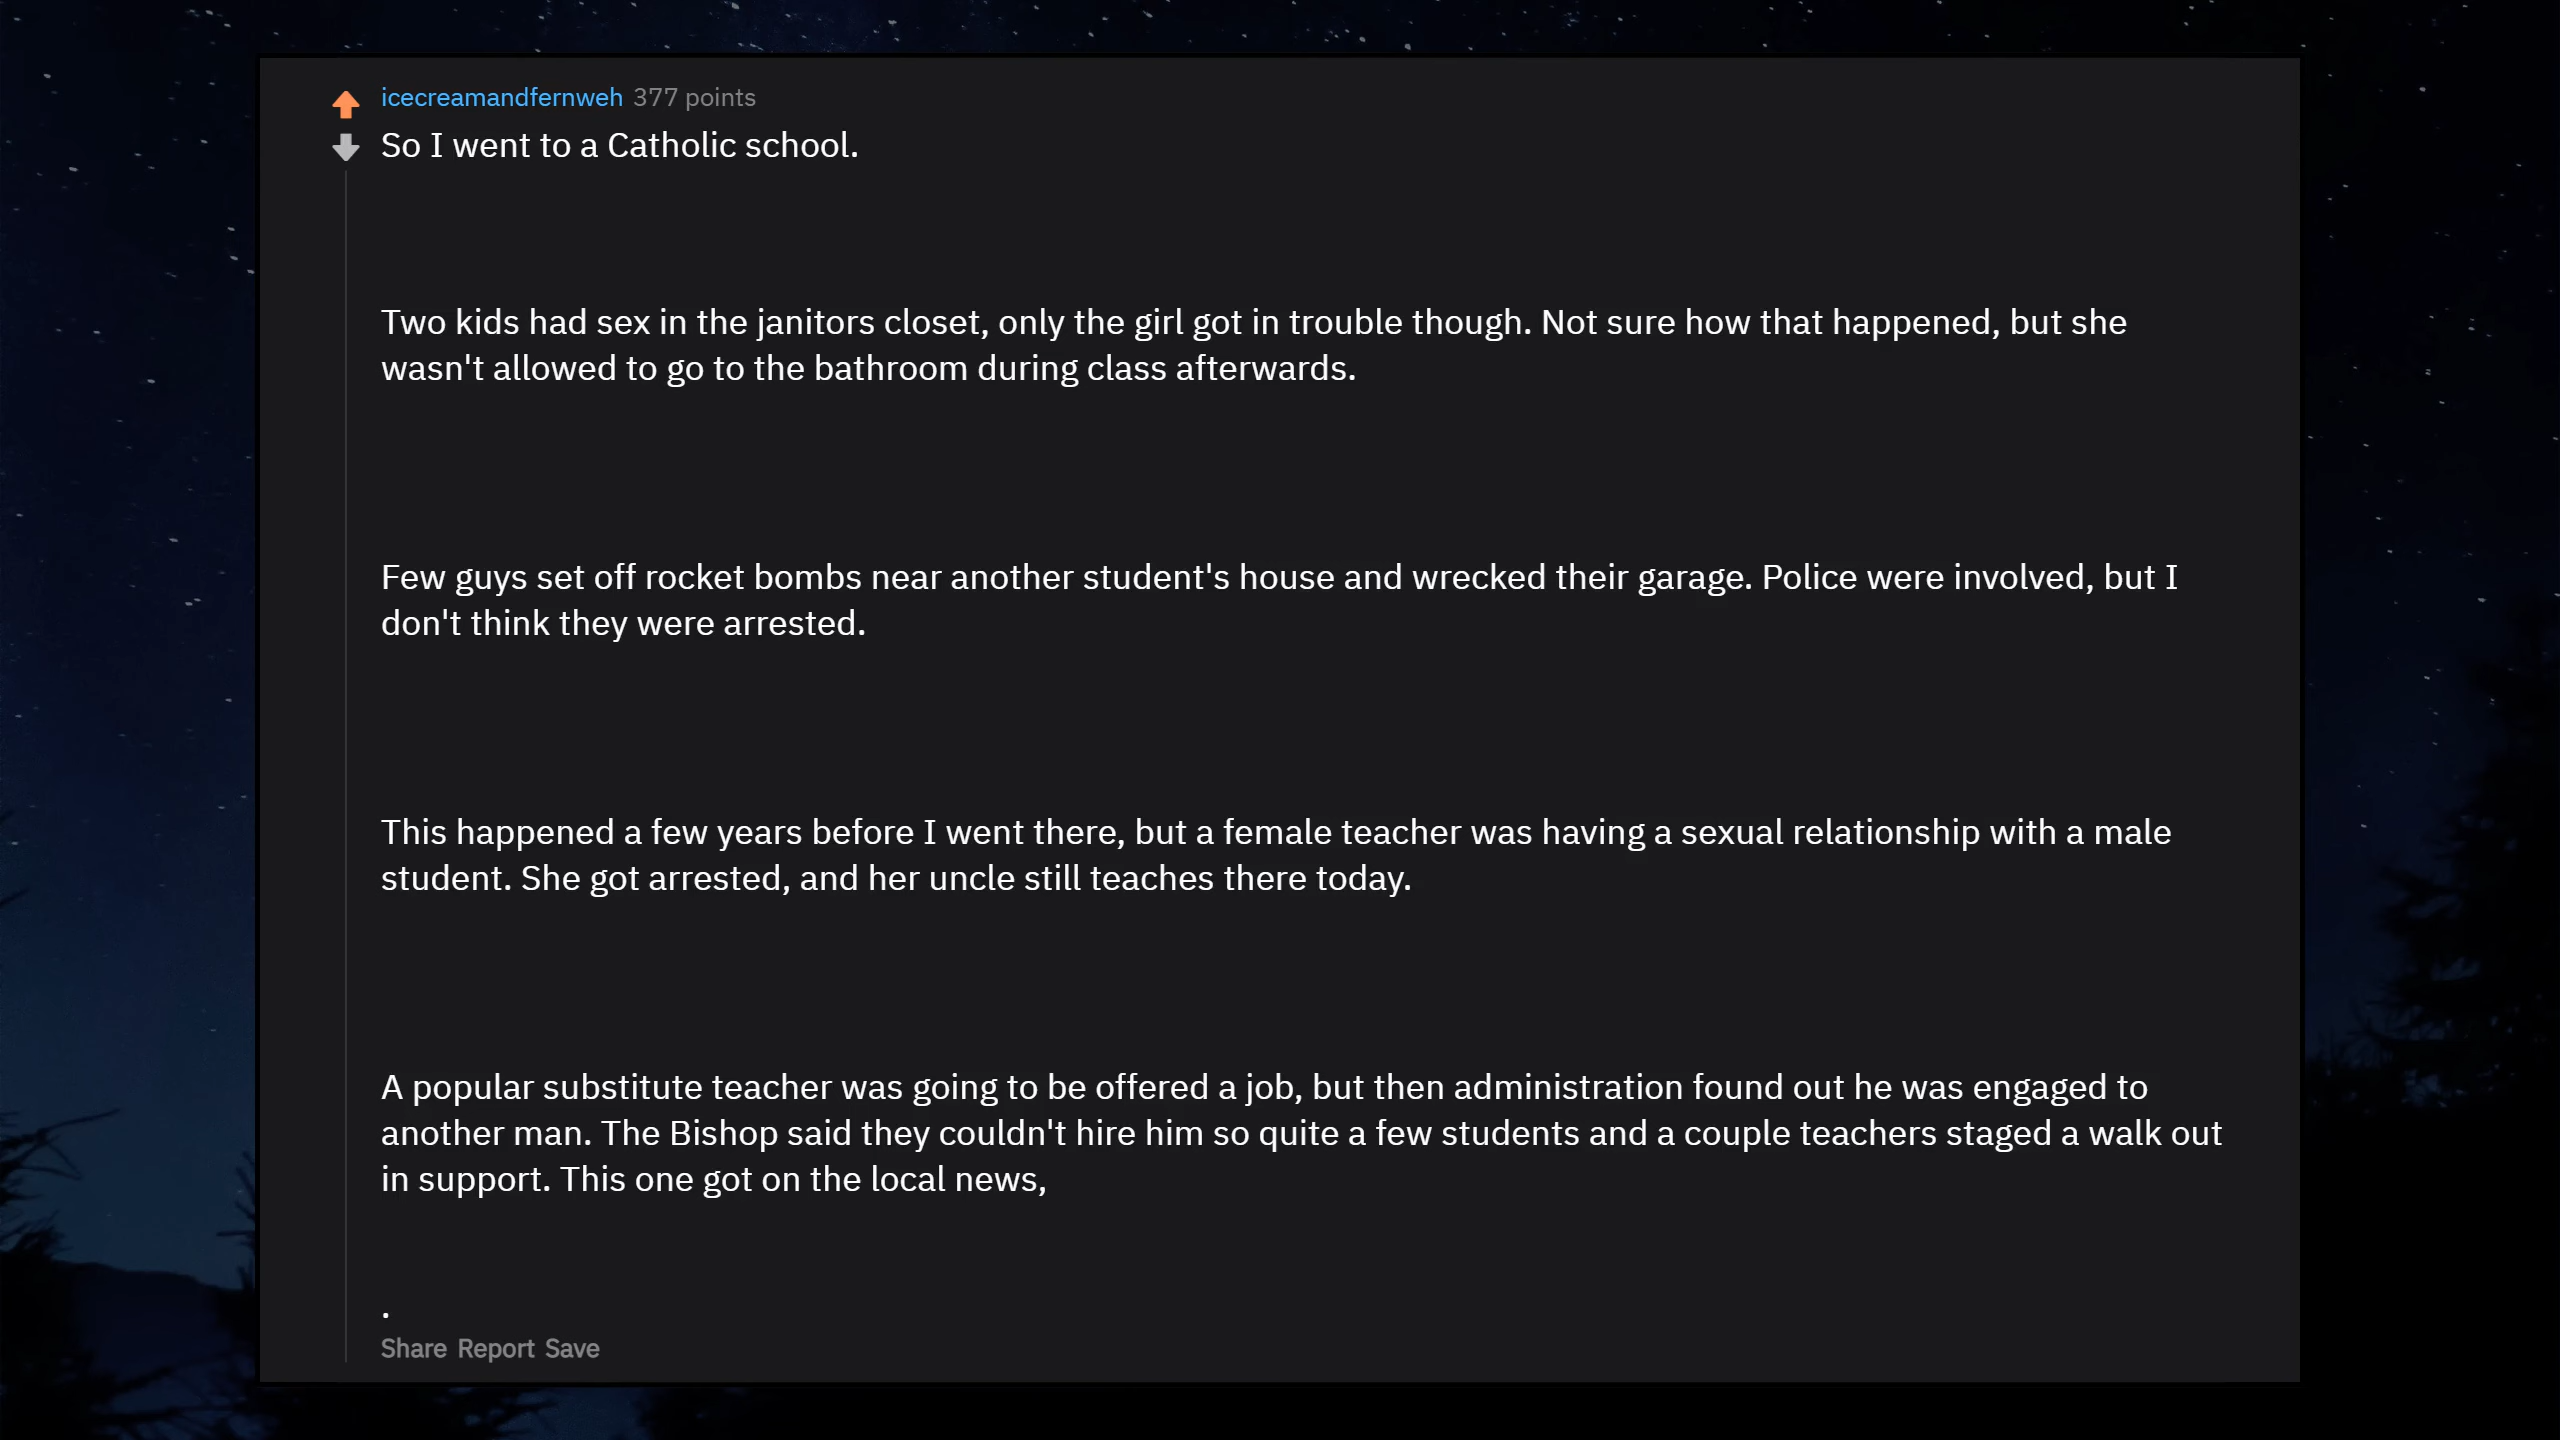 icecreamandfernweh 377 points
So I went to a Catholic school.
Two kids had sex in the janitors closet, only the girl got in trouble though. Not sure how that happened, but she
wasn't allowed to go to the bathroom during class afterwards.
Few guys set off rocket bombs near another student's house and wrecked their garage. Police were involved, but I
don't think they were arrested.
This happened a few years before I went there, but a female teacher was having a sexual relationship with a male
student. She got arrested, and her uncle still teaches there today.
A popular substitute teacher was going to be offered a job, but then administration found out he was engaged to
another man. The Bishop said they couldn't hire him so quite a few students and a couple teachers staged a walk out
in support. This one got on the local news,
.
Share Report Save